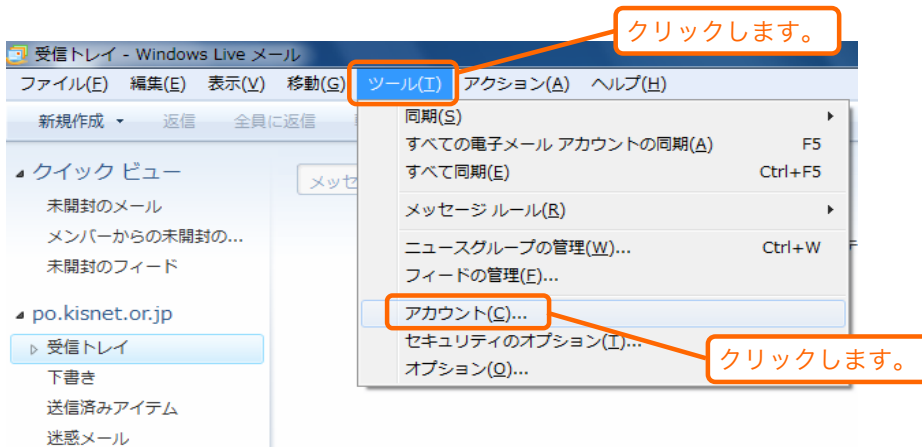 クリックします。
受信トレイ - Windows Live メール
ファイル(F) 編集(E) 表示(V) 移動(G) ツール(T) アクション(A) ヘルプ(H)
新規作成 返信 全員に返信
同期(S)
すべての電子メール アカウントの同期(A) F5
すべて同期(E) Ctrl+F5
メッセージ ルール(R)
ニュースグループの管理(W)... Ctrl+W
フィードの管理(F)...
アカウント(C)...
セキュリティのオプション(T)...
オプション(O)...
クリックします。
メッセ
クイック ビュー
未開封のメール
メンバーからの未開封の...
未開封のフィード
po.kisnet.or.jp
受信トレイ
下書き
送信済みアイテム
迷惑メール